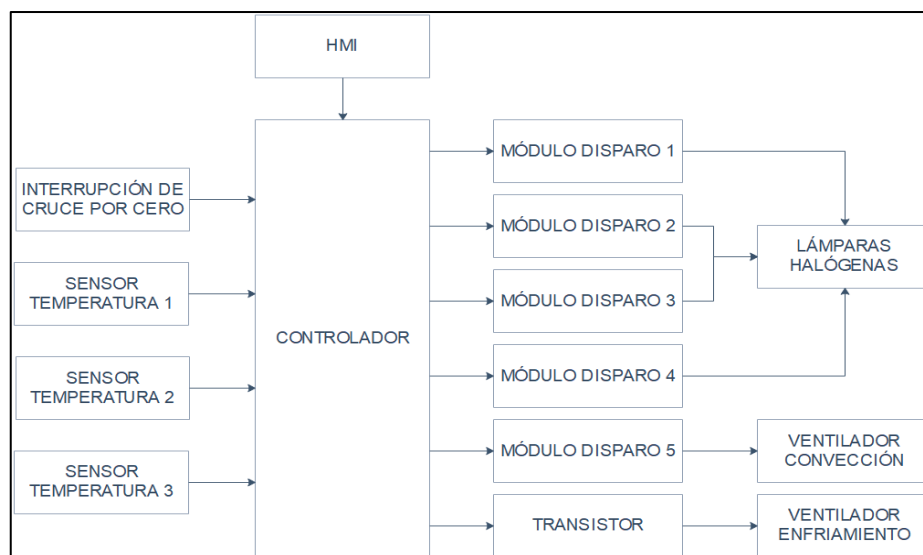 HMI
INTERRUPCIÓN DE
CRUCE POR CERO
SENSOR
TEMPERATURA 1
SENSOR
TEMPERATURA 2
SENSOR
TEMPERATURA 3
CONTROLADOR
MÓDULO DISPARO 1
MÓDULO DISPARO 2
MÓDULO DISPARO 3
MÓDULO DISPARO 4
MÓDULO DISPARO 5
TRANSISTOR
LÁMPARAS
HALÓGENAS
VENTILADOR
CONVECCIÓN
VENTILADOR
ENFRIAMIENTO